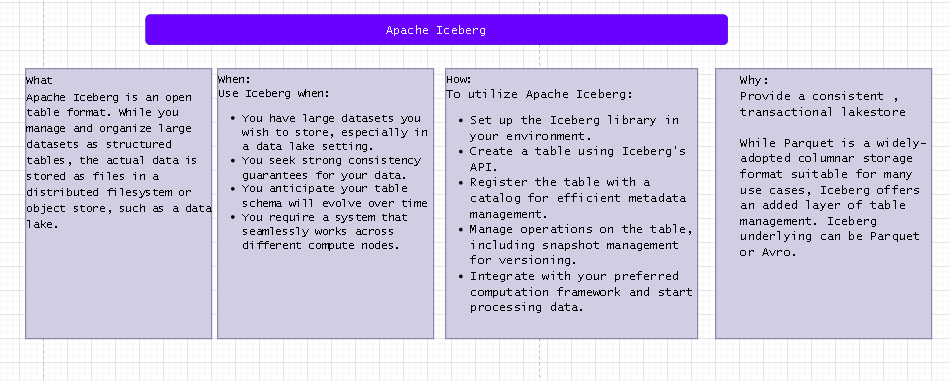 Apache Iceberg
What
Apache Iceberg is an open
table format. While you
manage and organize large
datasets as structured
tables, the actual data is
stored as files in a
distributed filesystem or
object store, such as a data
lake.
When:
Use Iceberg when:
• You have large datasets you
wish to store, especially in
a data lake setting.
• You seek strong consistency
guarantees for your data.
• You anticipate your table
schema will evolve over time
• You require a system that
seamlessly works across
different compute nodes.
How:
To utilize Apache Iceberg:
• Set up the Iceberg library in
your environment.
• Create a table using Iceberg's
API.
• Register the table with a
catalog for efficient metadata
management.
• Manage operations on the table,
including snapshot management
for versioning.
• Integrate with your preferred
computation framework and start
processing data.
Why:
Provide a consistent ,
transactional lakestore
While Parquet is a widely-
adopted columnar storage
format suitable for many
use cases, Iceberg offers
an added layer of table
management. Iceberg
underlying can be Parquet
or Avro.